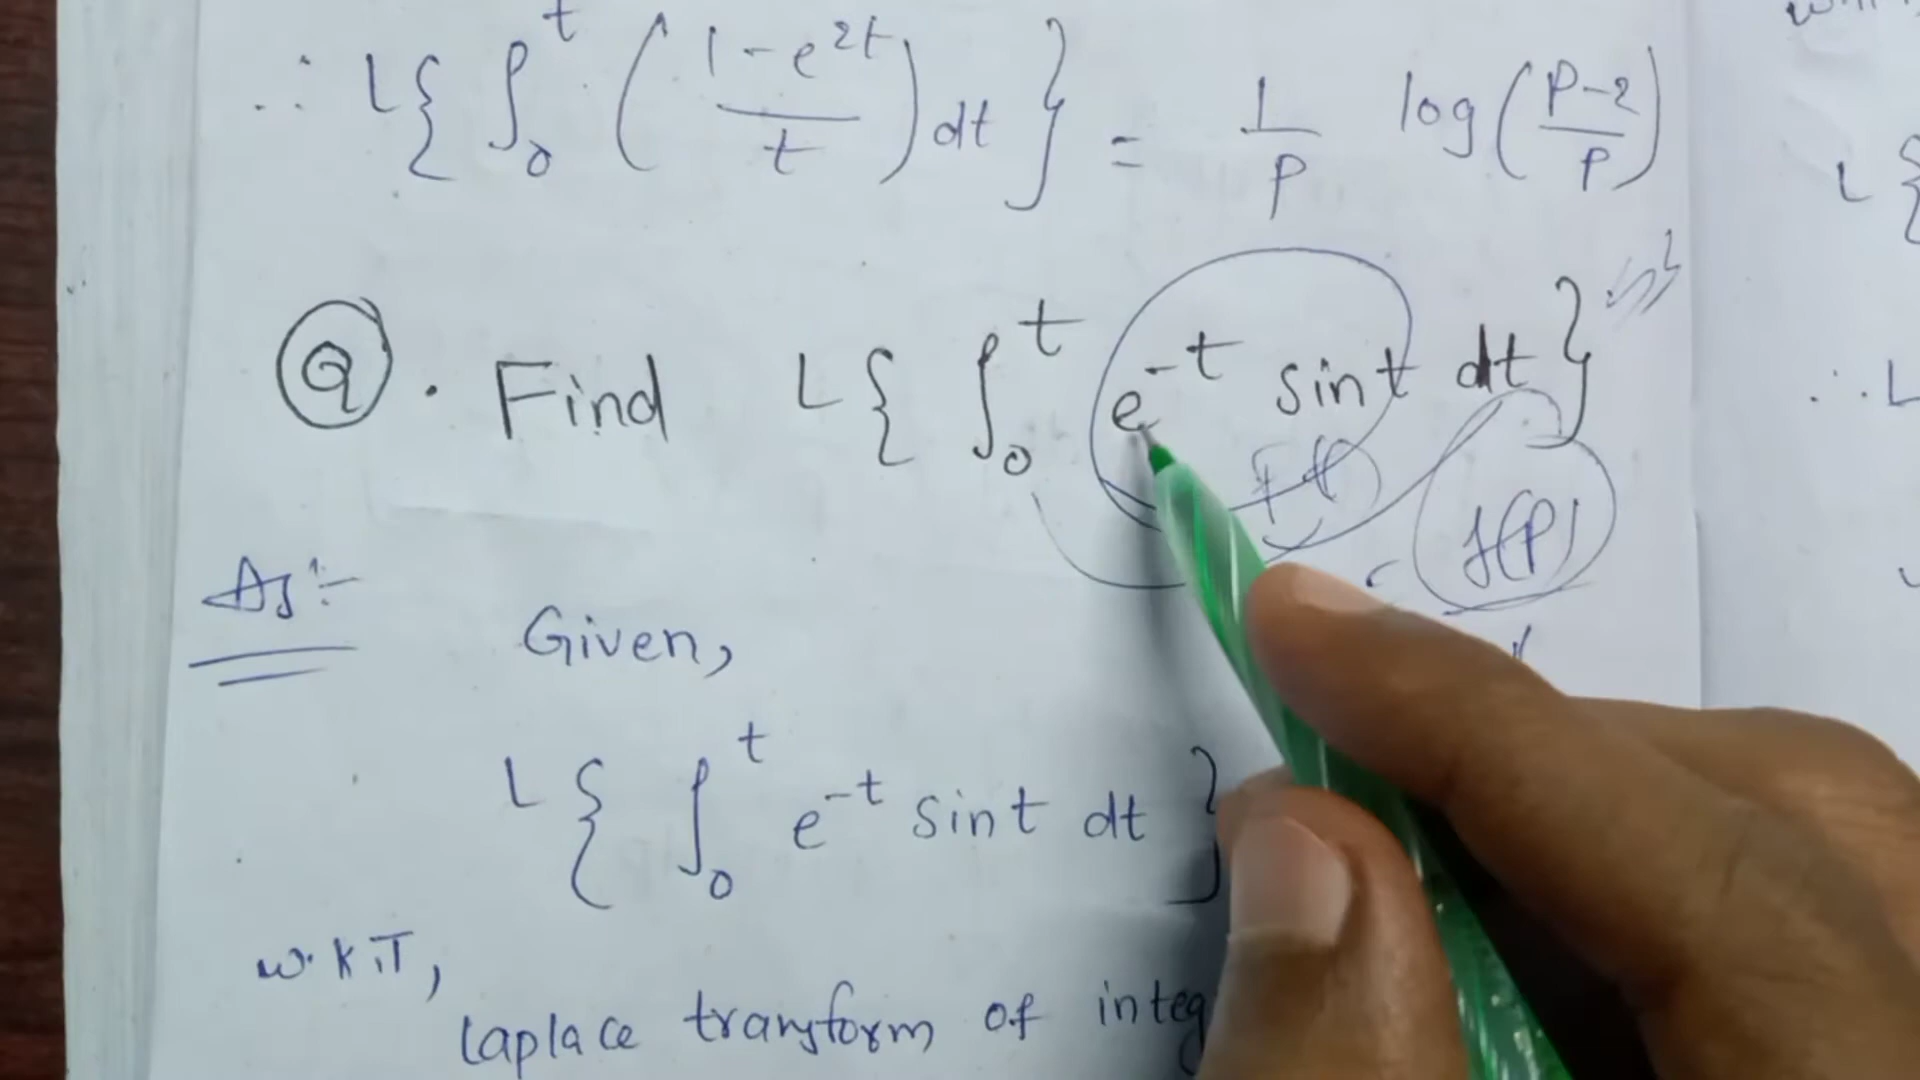 ∴ L{ ∫₀ᵗ ( (1-e^2t)/t ) dt } = 1/P log( (P-2)/P )
Q. Find L{ ∫₀ᵗ e^-t sint dt }
F(t)
f(P)
As:-
Given,
L{ ∫₀ᵗ e^-t sint dt }
w.k.T,
Laplace transform of integ